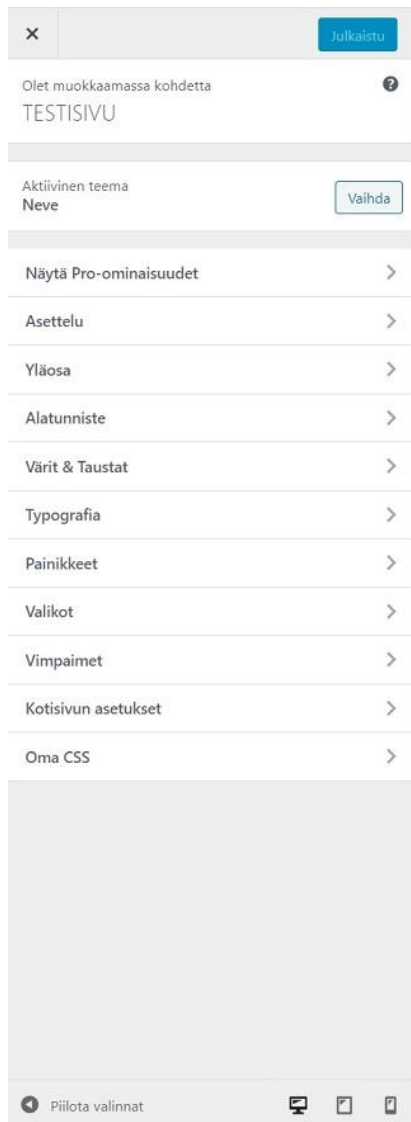 Julkaistu
Olet muokkaamassa kohdetta
TESTISIVU
Aktiivinen teema
Neve
Vaihda
Näytä Pro-ominaisuudet
Asettelu
Yläosa
Alatunniste
Värit & Taustat
Typografia
Painikkeet
Valikot
Vimpaimet
Kotisivun asetukset
Oma CSS
Piilota valinnat